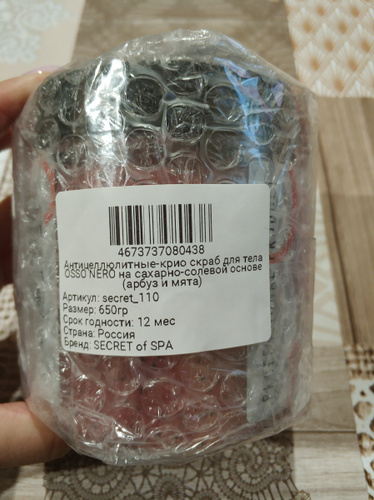 4673737080438
Антицеллюлитные-крио скраб для тела
OSSO NERO на сахарно-солевой основе
(арбуз и мята)
Артикул: secret_110
Размер: 650гр
Срок годности: 12 мес
Страна: Россия
Бренд: SECRET of SPA